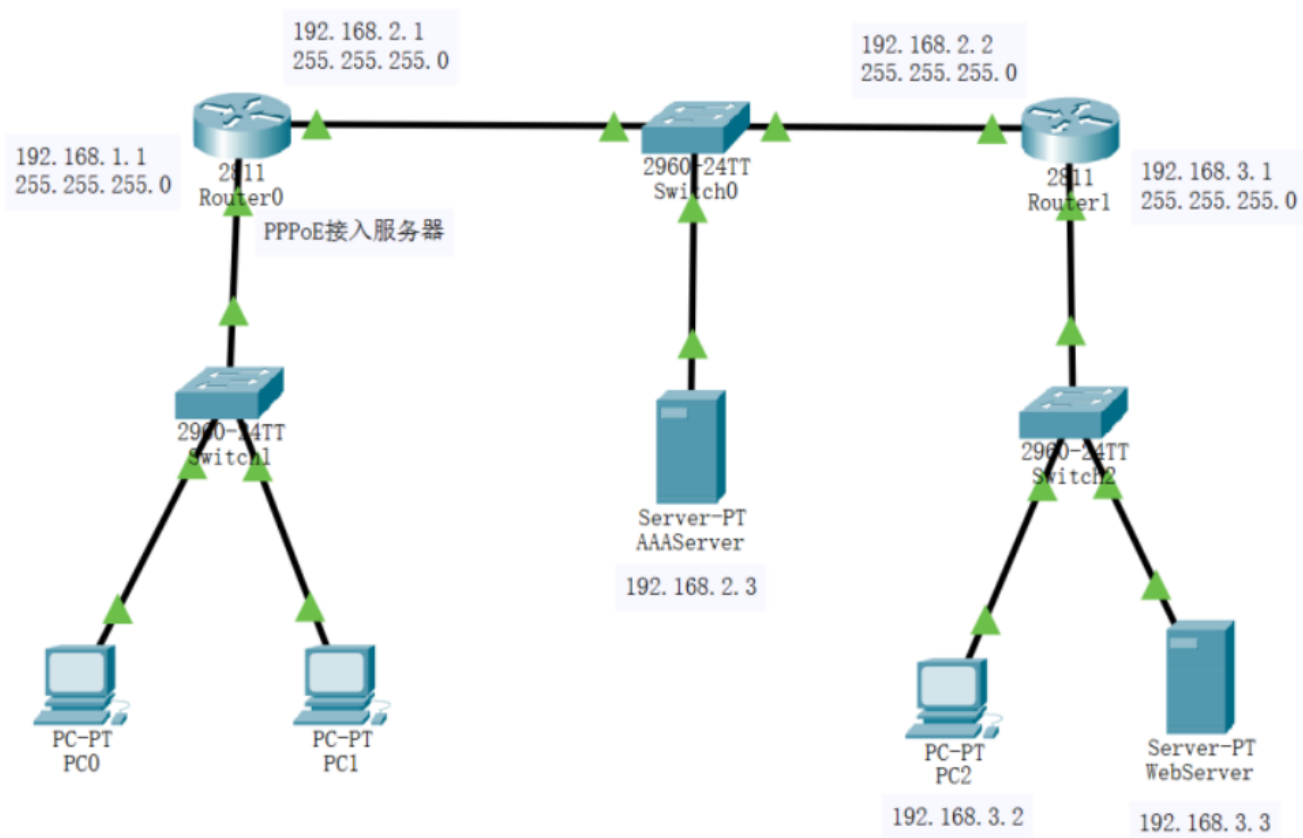 192.168.2.1
255.255.255.0
192.168.2.2
255.255.255.0
192.168.1.1
255.255.255.0
2811
Router0
2960-24TT
Switch0
2811
Router1
192.168.3.1
255.255.255.0
PPPoE接入服务器
2960-24TT
Switch1
2960-24TT
Switch2
Server-PT
AAAServer
192.168.2.3
PC-PT
PC0
PC-PT
PC1
PC-PT
PC2
Server-PT
WebServer
192.168.3.2
192.168.3.3